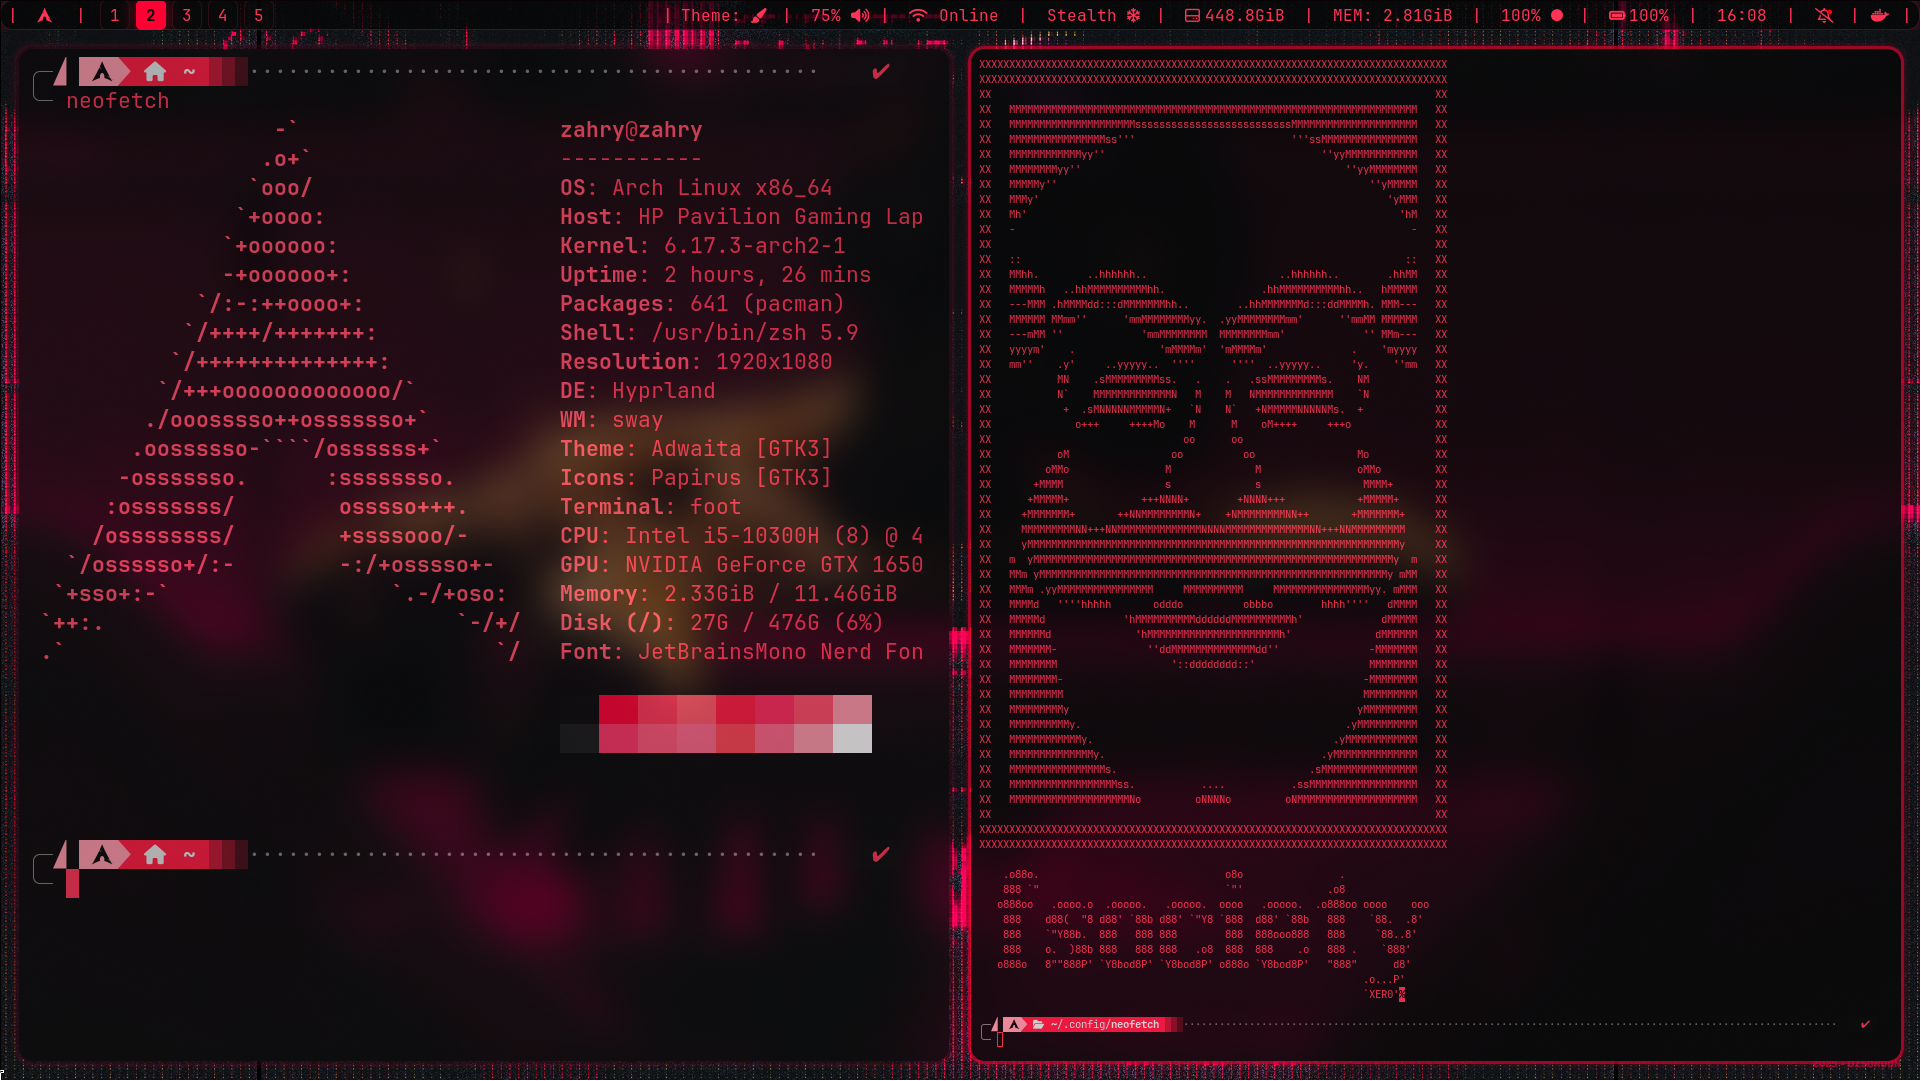 1 2 3 4 5 Theme: 75% Online Stealth 448.8GiB MEM: 2.81GiB 100% 100% 16:08
~
neofetch
zahry@zahry
-----------
OS: Arch Linux x86_64
Host: HP Pavilion Gaming Lap
Kernel: 6.17.3-arch2-1
Uptime: 2 hours, 26 mins
Packages: 641 (pacman)
Shell: /usr/bin/zsh 5.9
Resolution: 1920x1080
DE: Hyprland
WM: sway
Theme: Adwaita [GTK3]
Icons: Papirus [GTK3]
Terminal: foot
CPU: Intel i5-10300H (8) @ 4
GPU: NVIDIA GeForce GTX 1650
Memory: 2.33GiB / 11.46GiB
Disk (/): 27G / 476G (6%)
Font: JetBrainsMono Nerd Fon
~
fsociety
`XER0'%
~/.config/neofetch